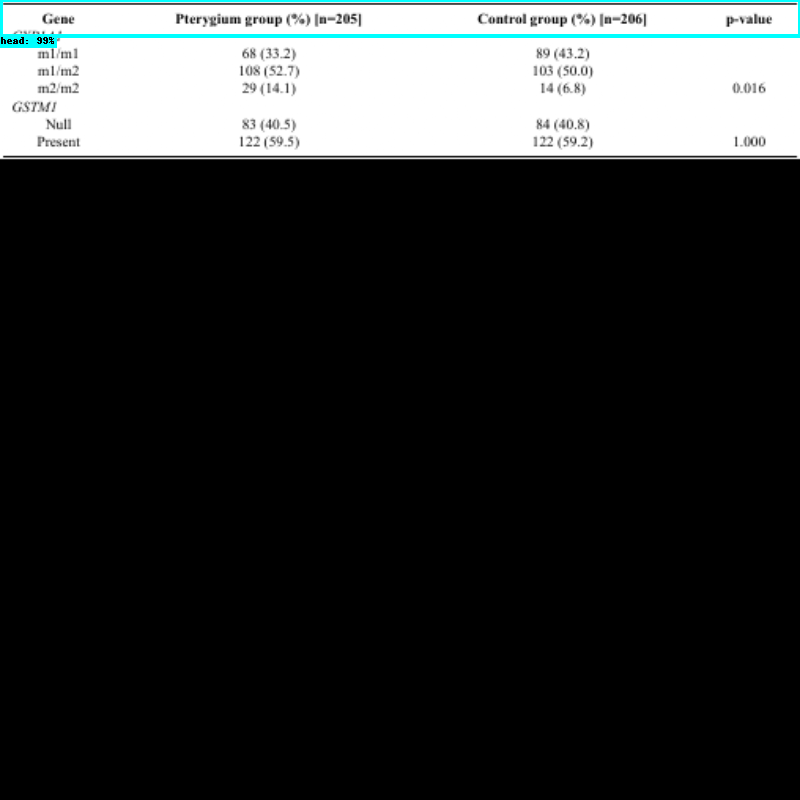 Gene Pterygium group (%) [n=205] Control group (%) [n=206] p-value
head: 99%
m1/m1 68 (33.2) 89 (43.2)
m1/m2 108 (52.7) 103 (50.0)
m2/m2 29 (14.1) 14 (6.8) 0.016
GSTM1
Null 83 (40.5) 84 (40.8)
Present 122 (59.5) 122 (59.2) 1.000